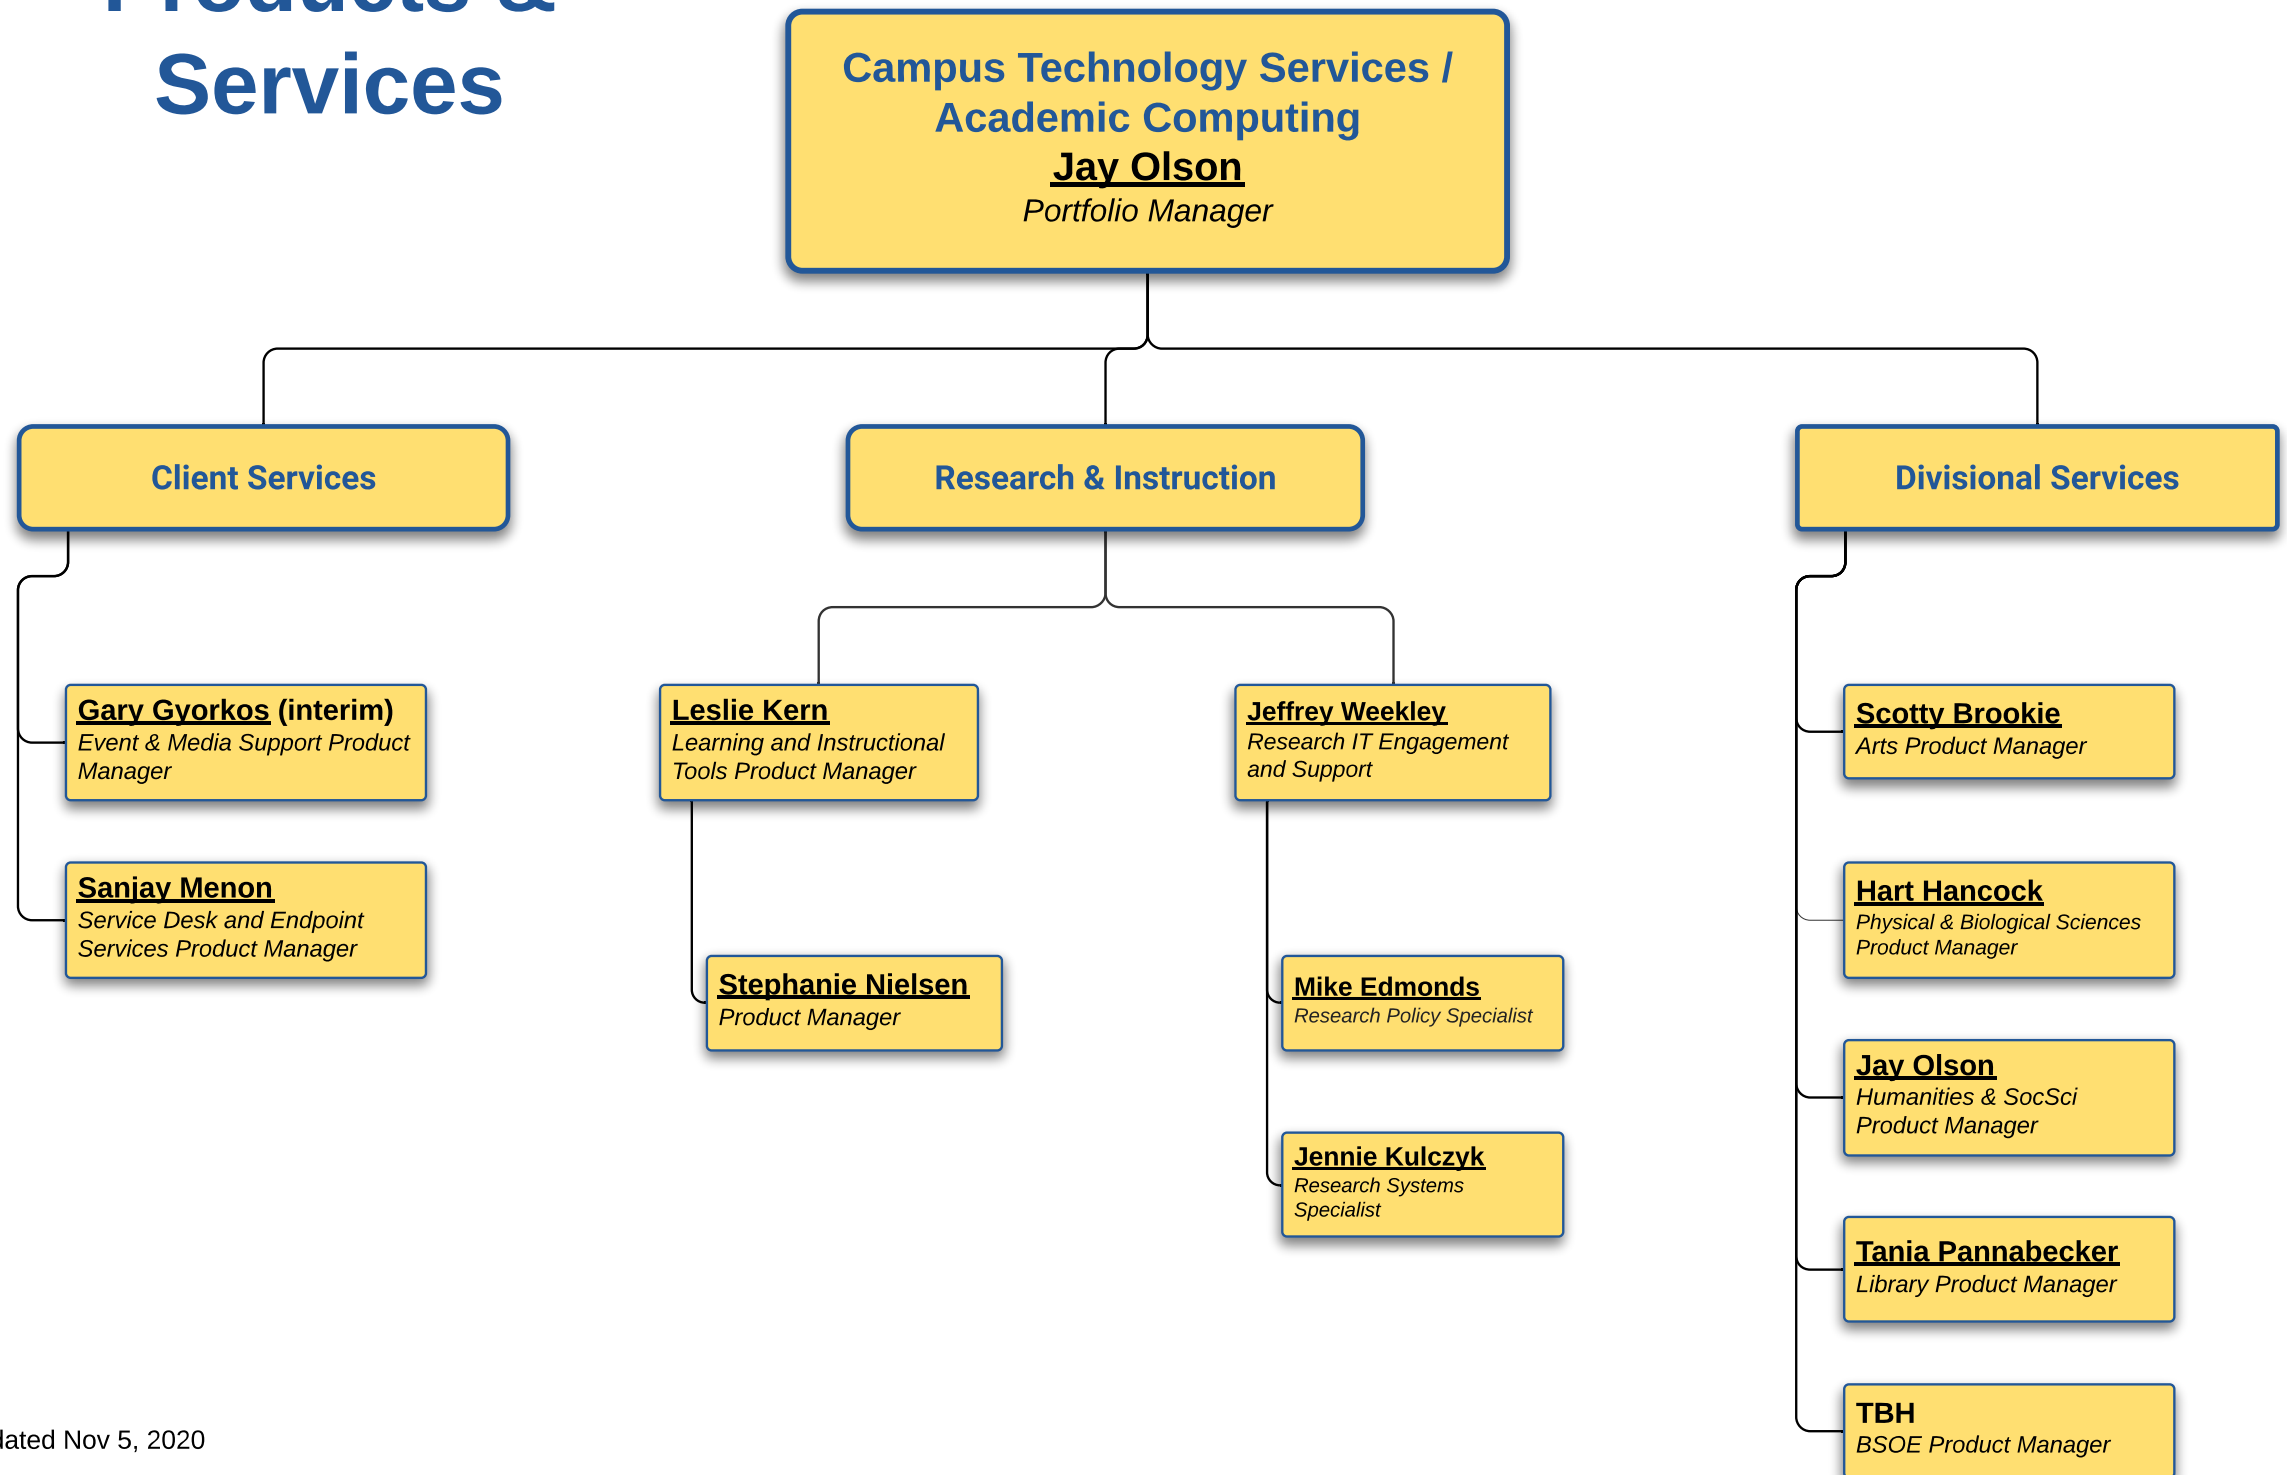 Products &
Services
Campus Technology Services /
Academic Computing
Jay Olson
Portfolio Manager
Client Services
Research & Instruction
Divisional Services
Gary Gyorkos (interim)
Event & Media Support Product
Manager
Sanjay Menon
Service Desk and Endpoint
Services Product Manager
Leslie Kern
Learning and Instructional
Tools Product Manager
Stephanie Nielsen
Product Manager
Jeffrey Weekley
Research IT Engagement
and Support
Mike Edmonds
Research Policy Specialist
Jennie Kulczyk
Research Systems
Specialist
Scotty Brookie
Arts Product Manager
Hart Hancock
Physical & Biological Sciences
Product Manager
Jay Olson
Humanities & SocSci
Product Manager
Tania Pannabecker
Library Product Manager
TBH
BSOE Product Manager
dated Nov 5, 2020